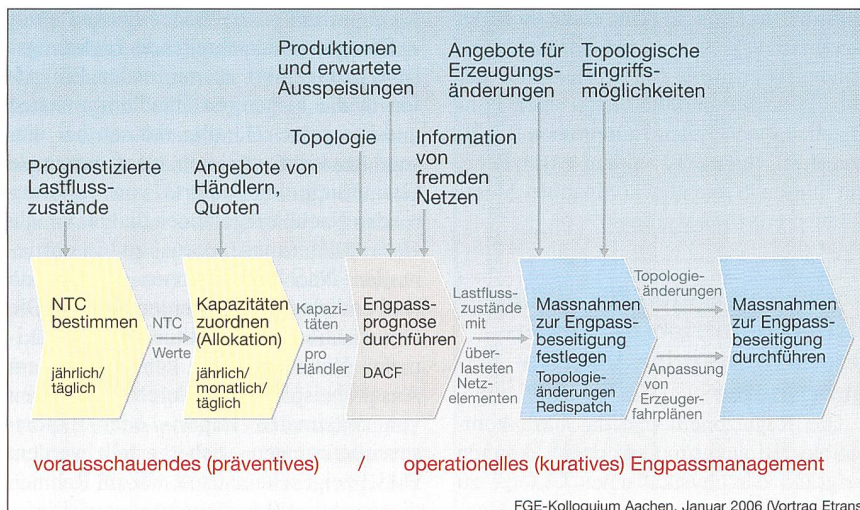 Produktionen
und erwartete
Ausspeisungen
Angebote für
Erzeugungs-
änderungen
Topologische
Eingriffs-
möglichkeiten
Topologie
Information
von
fremden
Netzen
Prognostizierte
Lastfluss-
zustände
Angebote von
Händlern,
Quoten
NTC
bestimmen
jährlich/
täglich
NTC
Werte
Kapazitäten
zuordnen
(Allokation)
jährlich/
monatlich/
täglich
Kapazi-
täten
pro
Händler
Engpass-
prognose
durchführen
DACF
Lastfluss-
zustände
mit
über-
lasteten
Netz-
elementen
Massnahmen
zur Engpass-
beseitigung
festlegen
Topologie-
änderungen
Redispatch
Topologie-
änderungen
Anpassung
von
Erzeuger-
fahrplänen
Massnahmen
zur Engpass-
beseitigung
durchführen
vorausschauendes (präventives) / operationelles (kuratives) Engpassmanagement
FGE-Kolloquium Aachen, Januar 2006 (Vortrag Etrans